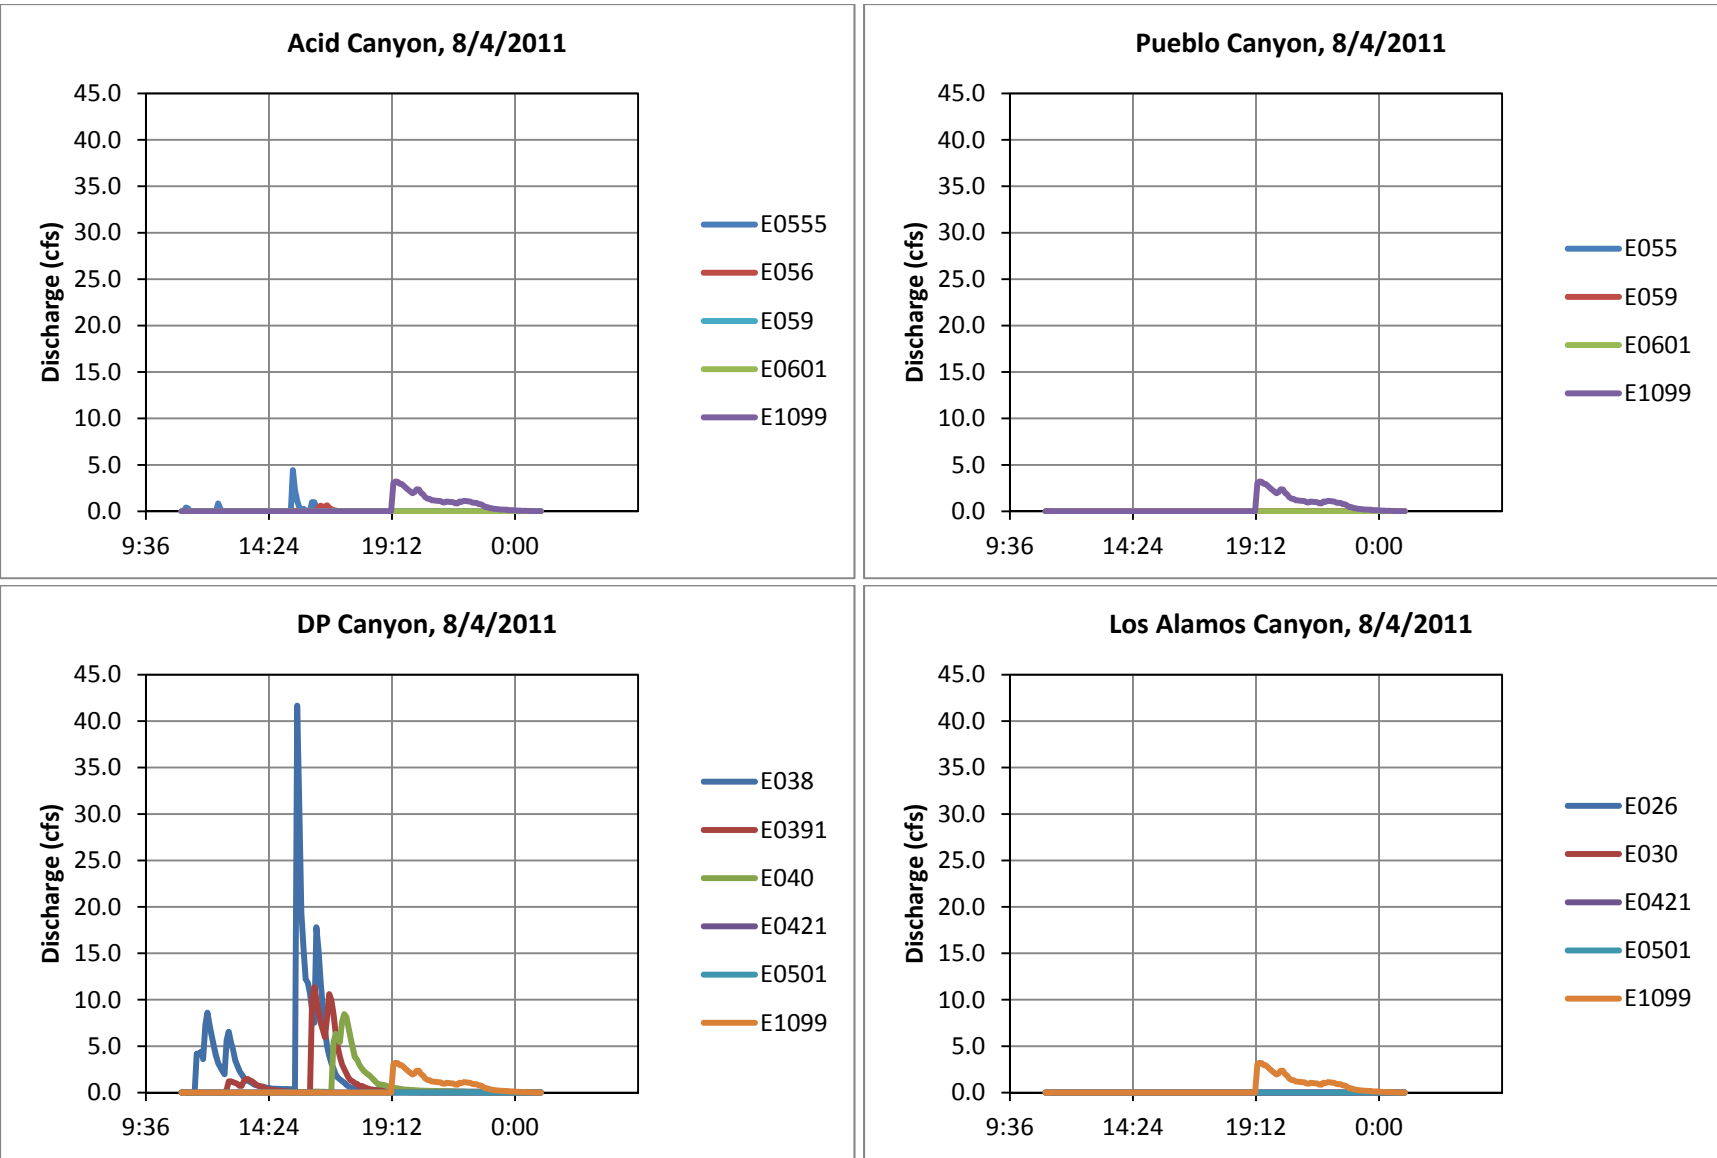 Acid Canyon, 8/4/2011
45.0
40.0
35.0
30.0
25.0
20.0
15.0
10.0
5.0
0.0
Discharge (cfs)
9:36 14:24 19:12 0:00
E0555
E056
E059
E0601
E1099
Pueblo Canyon, 8/4/2011
45.0
40.0
35.0
30.0
25.0
20.0
15.0
10.0
5.0
0.0
Discharge (cfs)
9:36 14:24 19:12 0:00
E055
E059
E0601
E1099
DP Canyon, 8/4/2011
45.0
40.0
35.0
30.0
25.0
20.0
15.0
10.0
5.0
0.0
Discharge (cfs)
9:36 14:24 19:12 0:00
E038
E0391
E040
E0421
E0501
E1099
Los Alamos Canyon, 8/4/2011
45.0
40.0
35.0
30.0
25.0
20.0
15.0
10.0
5.0
0.0
Discharge (cfs)
9:36 14:24 19:12 0:00
E026
E030
E0421
E0501
E1099